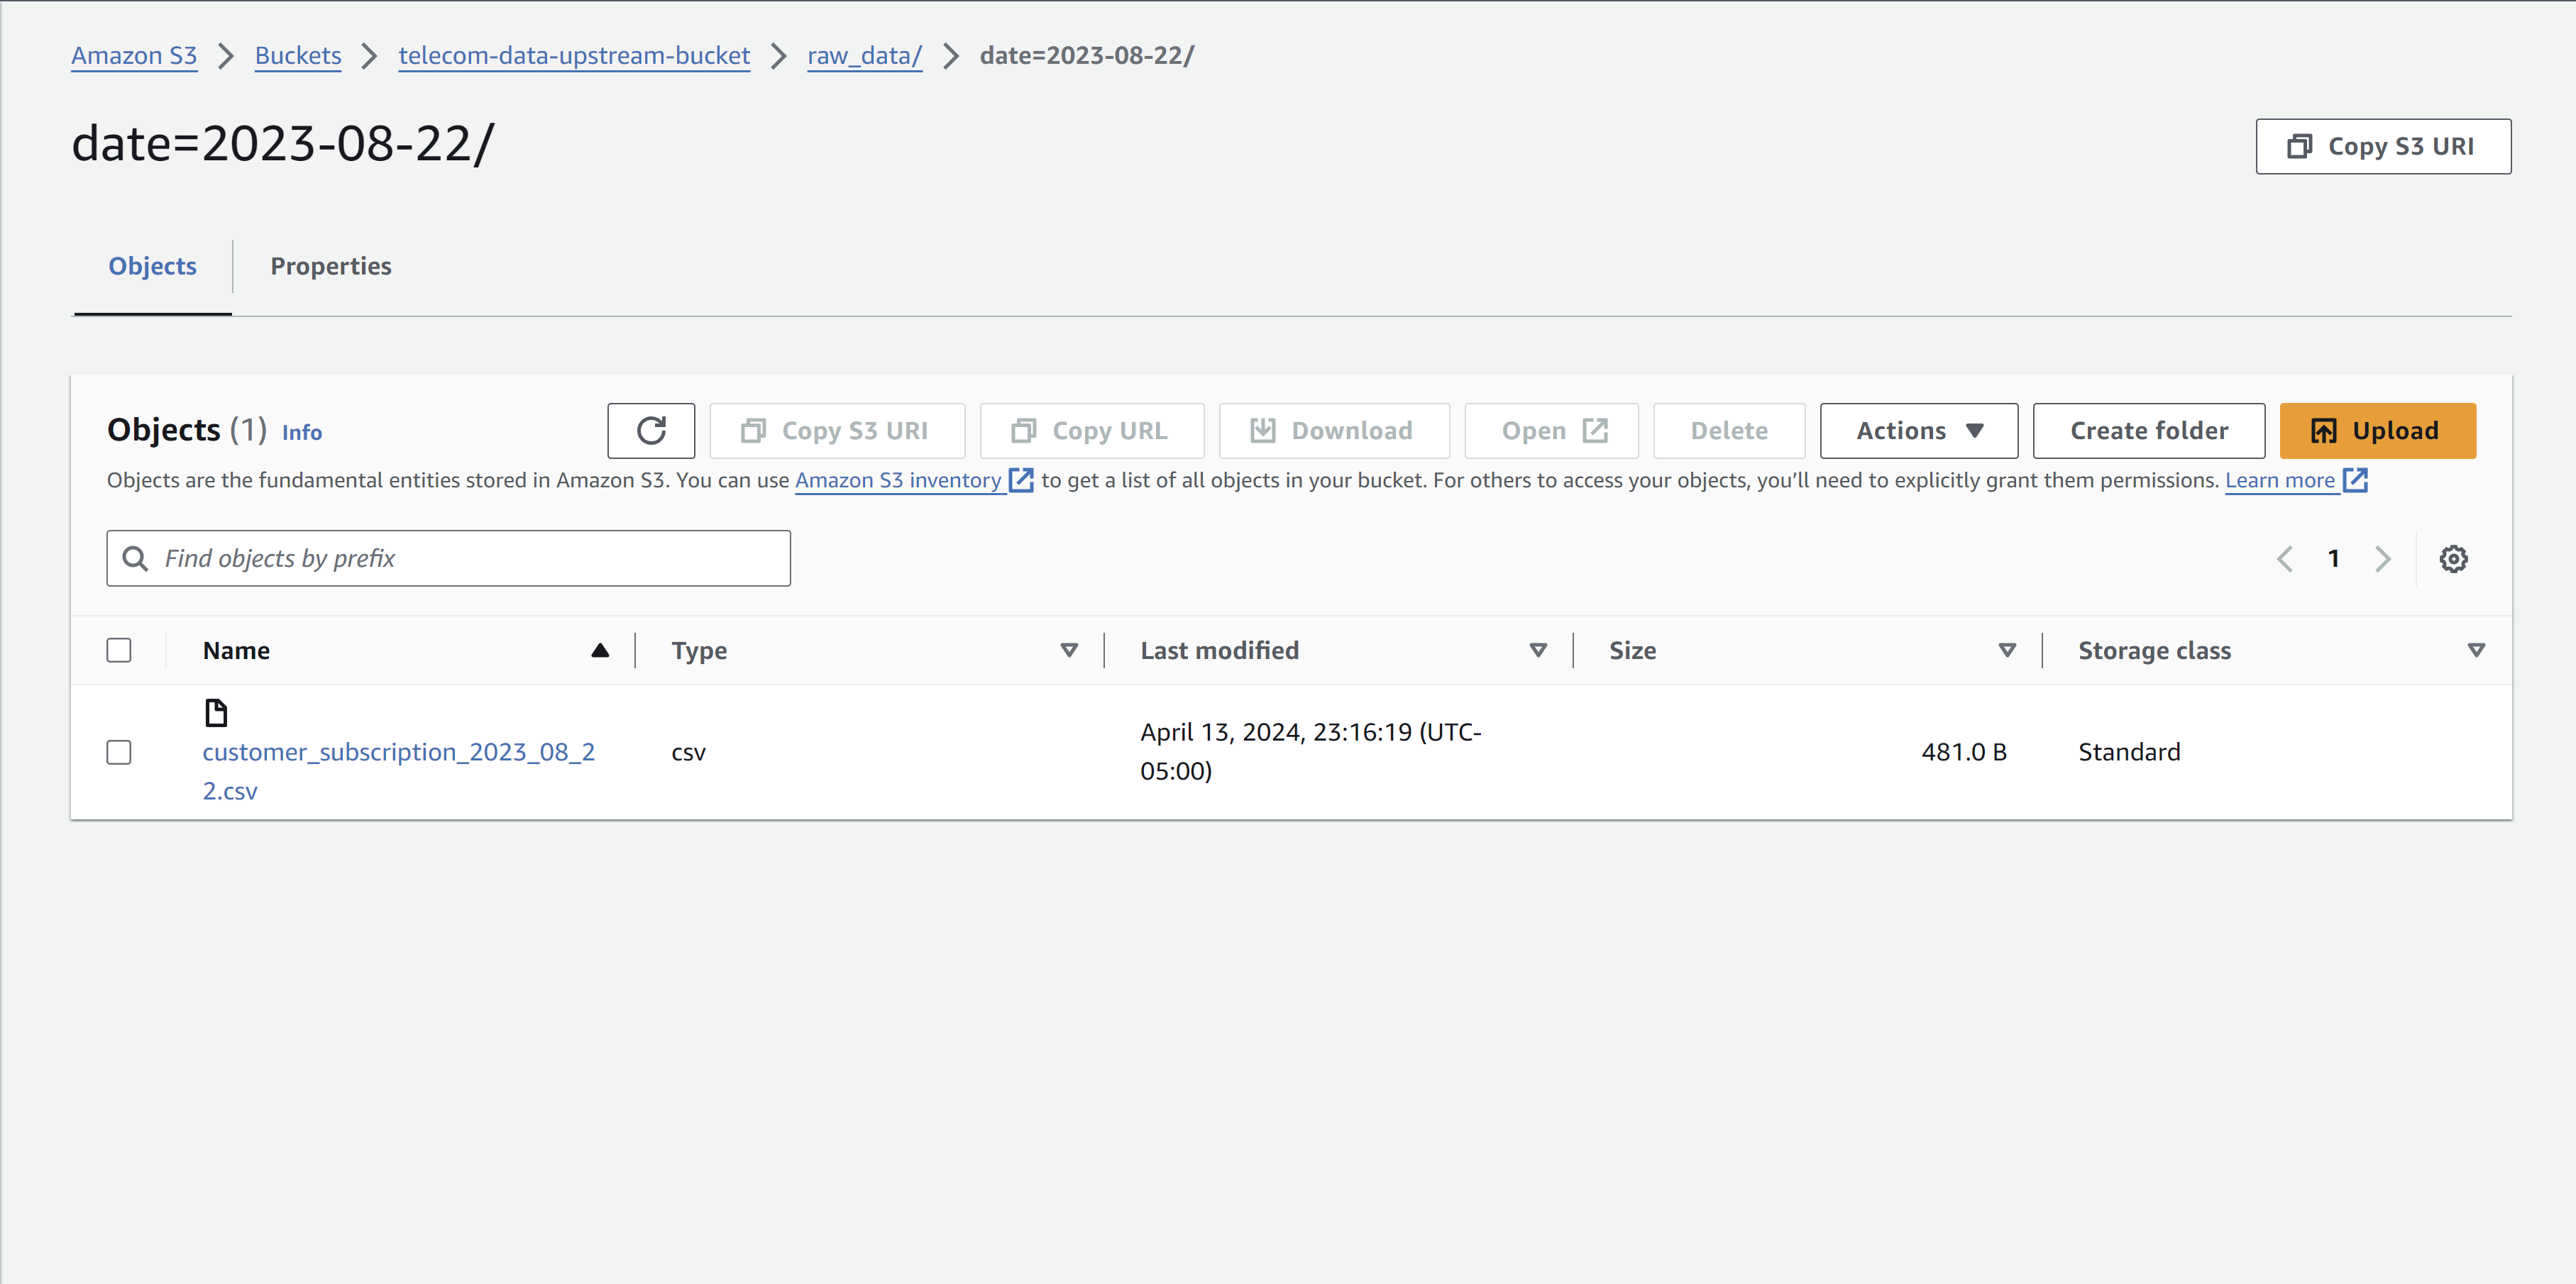 Amazon S3 > Buckets > telecom-data-upstream-bucket > raw_data/ > date=2023-08-22/
date=2023-08-22/
Copy S3 URI
Objects
Properties
Objects (1) Info
Copy S3 URI
Copy URL
Download
Open
Delete
Actions
Create folder
Upload
Objects are the fundamental entities stored in Amazon S3. You can use Amazon S3 inventory to get a list of all objects in your bucket. For others to access your objects, you’ll need to explicitly grant them permissions. Learn more
Find objects by prefix
1
Name
Type
Last modified
Size
Storage class
customer_subscription_2023_08_2
2.csv
csv
April 13, 2024, 23:16:19 (UTC-
05:00)
481.0 B
Standard